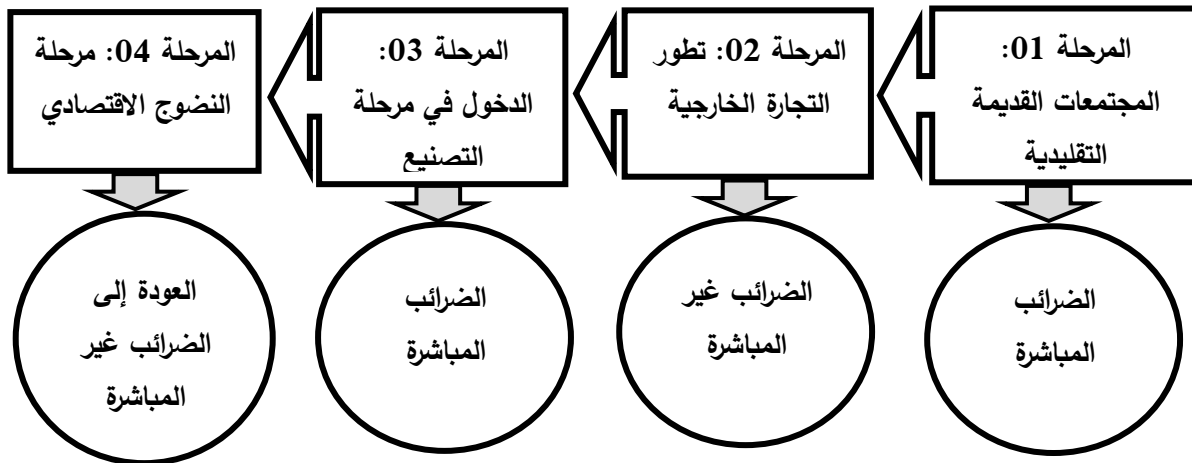 المرحلة 01:
المجتمعات القديمة
التقليدية
المرحلة 02: تطور
التجارة الخارجية
المرحلة 03:
الدخول في مرحلة
التصنيع
المرحلة 04: مرحلة
النضوج الاقتصادي
الضرائب
المباشرة
الضرائب غير
المباشرة
الضرائب
المباشرة
العودة إلى
الضرائب غير
المباشرة